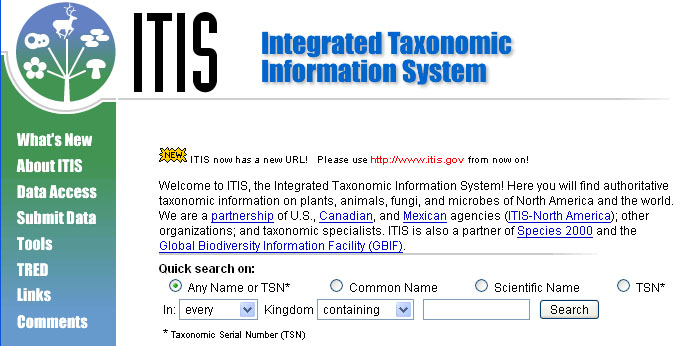 ITIS
Integrated Taxonomic
Information System
What's New
About ITIS
Data Access
Submit Data
Tools
TRED
Links
Comments
NEW ITIS now has a new URL! Please use http://www.itis.gov from now on!
Welcome to ITIS, the Integrated Taxonomic Information System! Here you will find authoritative
taxonomic information on plants, animals, fungi, and microbes of North America and the world.
We are a partnership of U.S., Canadian, and Mexican agencies (ITIS-North America); other
organizations; and taxonomic specialists. ITIS is also a partner of Species 2000 and the
Global Biodiversity Information Facility (GBIF).
Quick search on:
Any Name or TSN* Common Name Scientific Name TSN*
In: every Kingdom containing Search
* Taxonomic Serial Number (TSN)